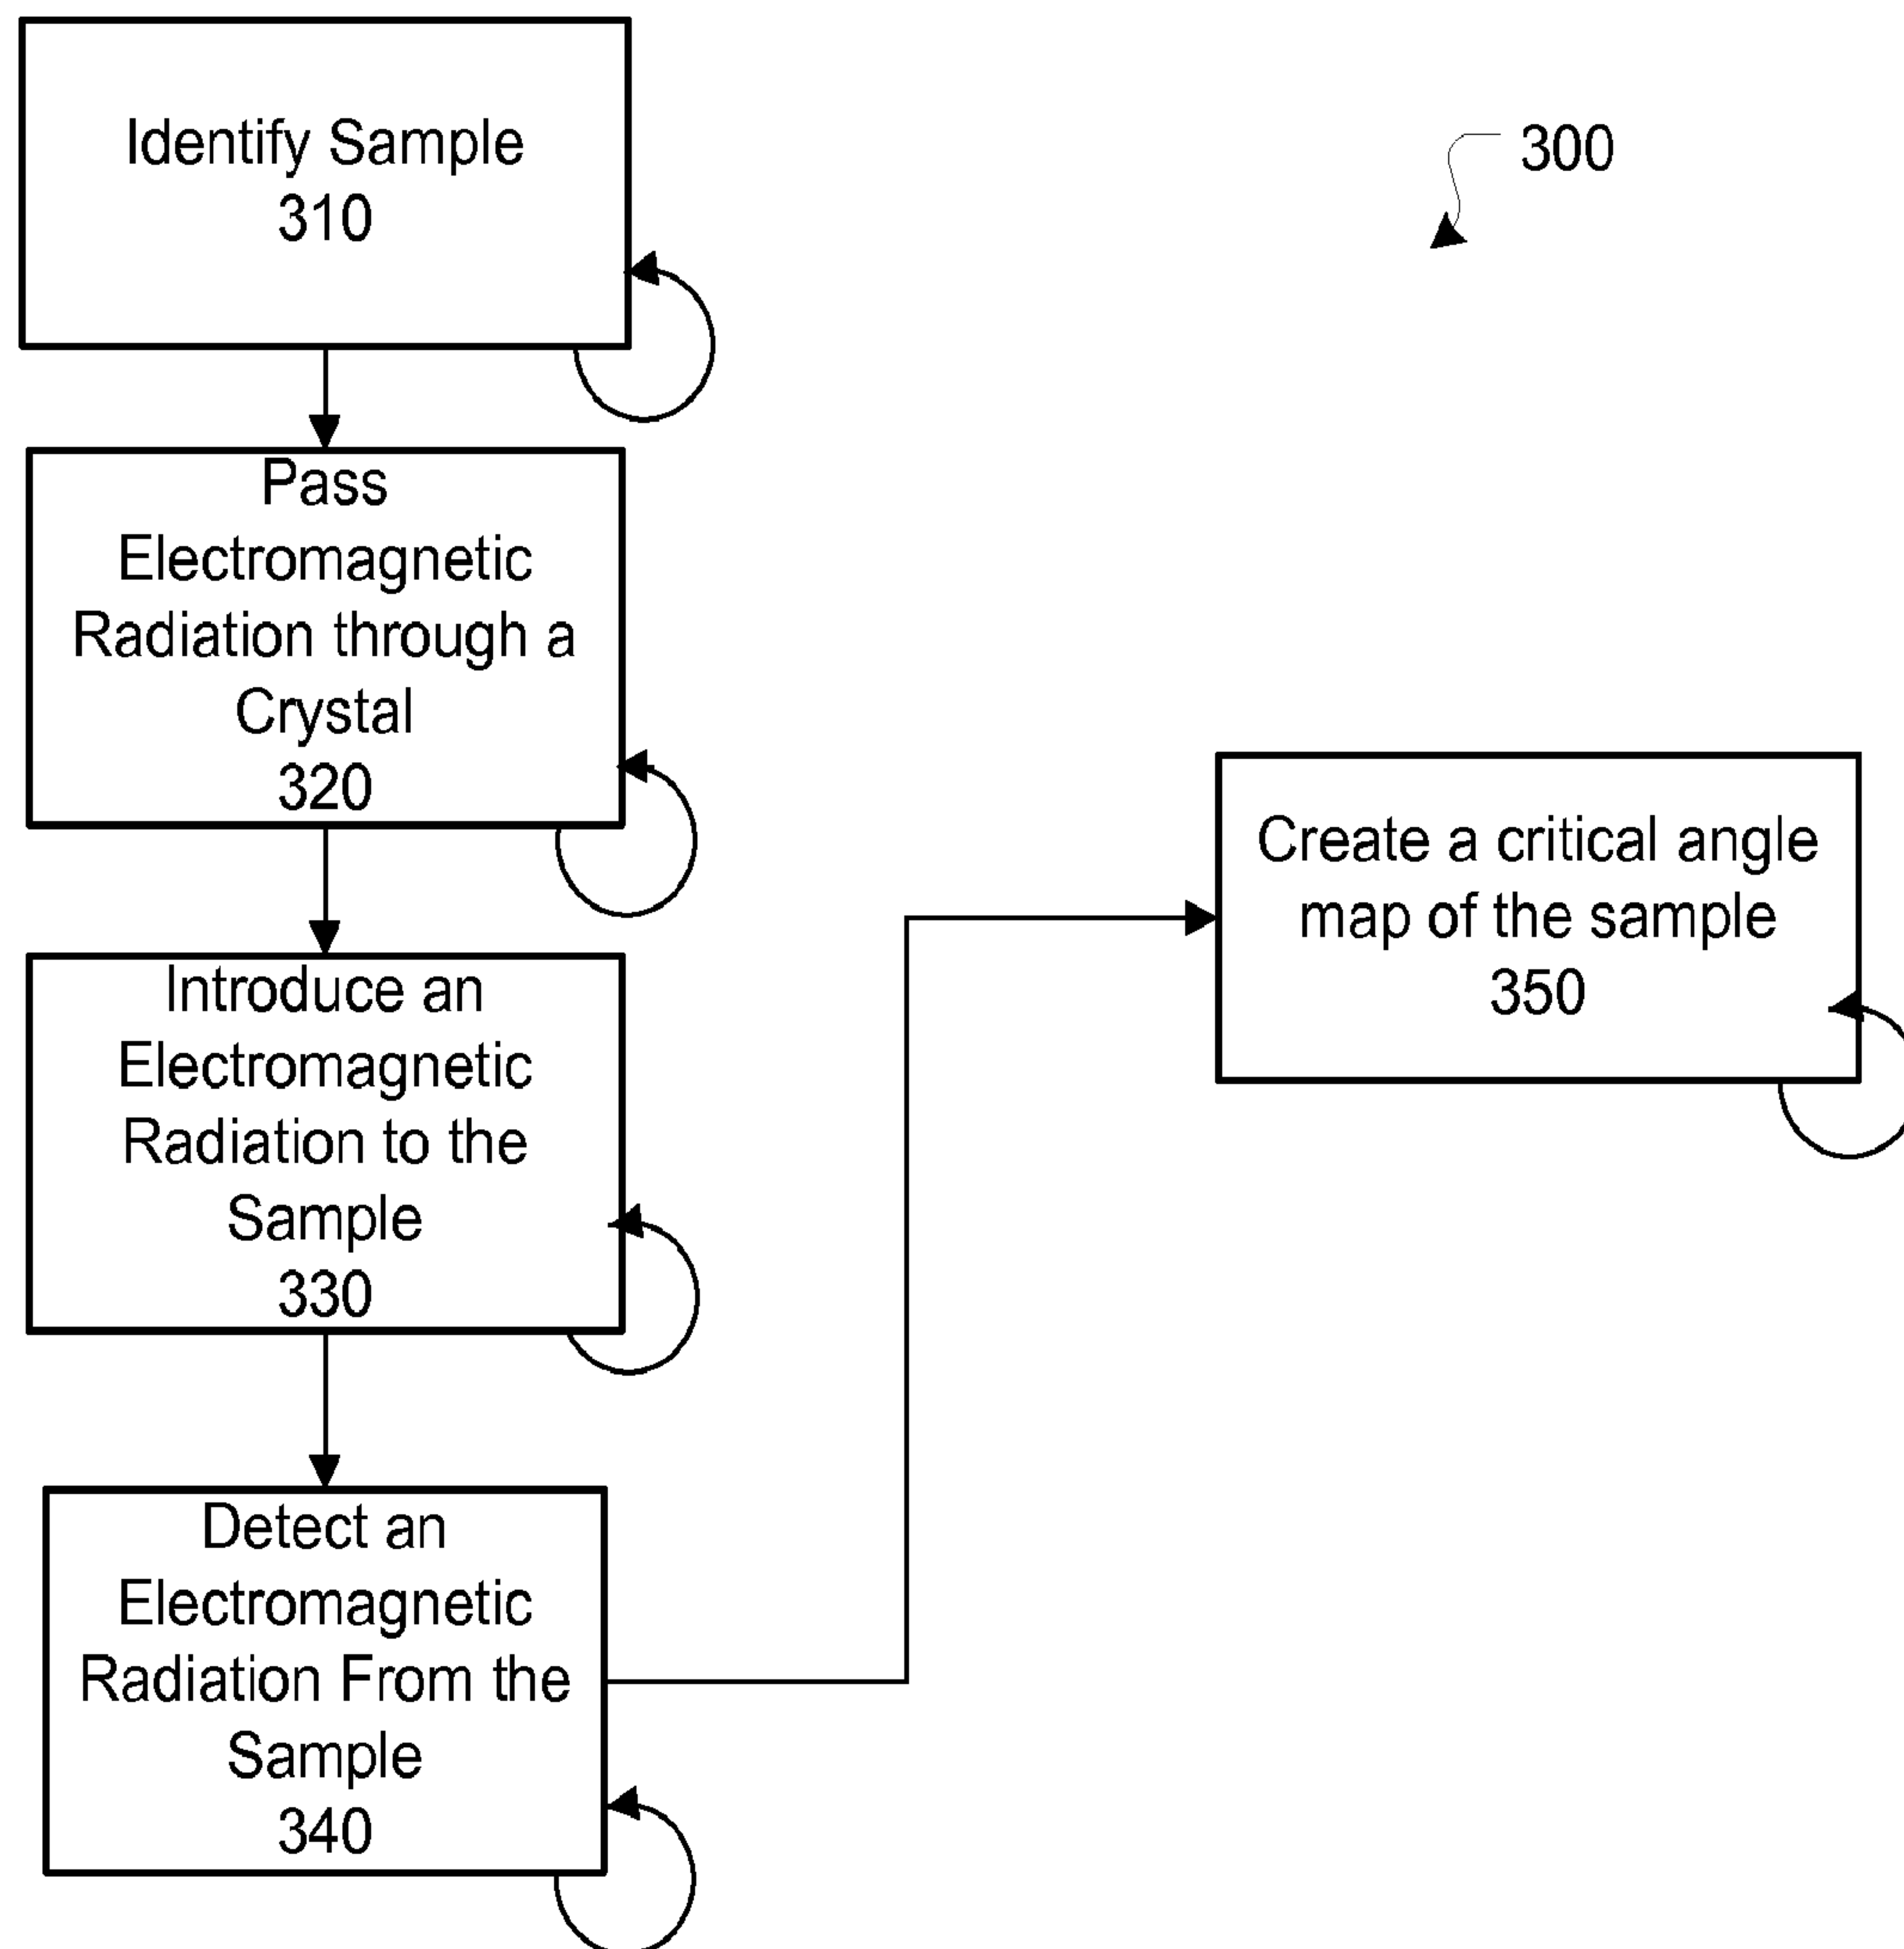 Identify Sample
310
300
Pass
Electromagnetic
Radiation through a
Crystal
320
Introduce an
Electromagnetic
Radiation to the
Sample
330
Detect an
Electromagnetic
Radiation From the
Sample
340
Create a critical angle
map of the sample
350